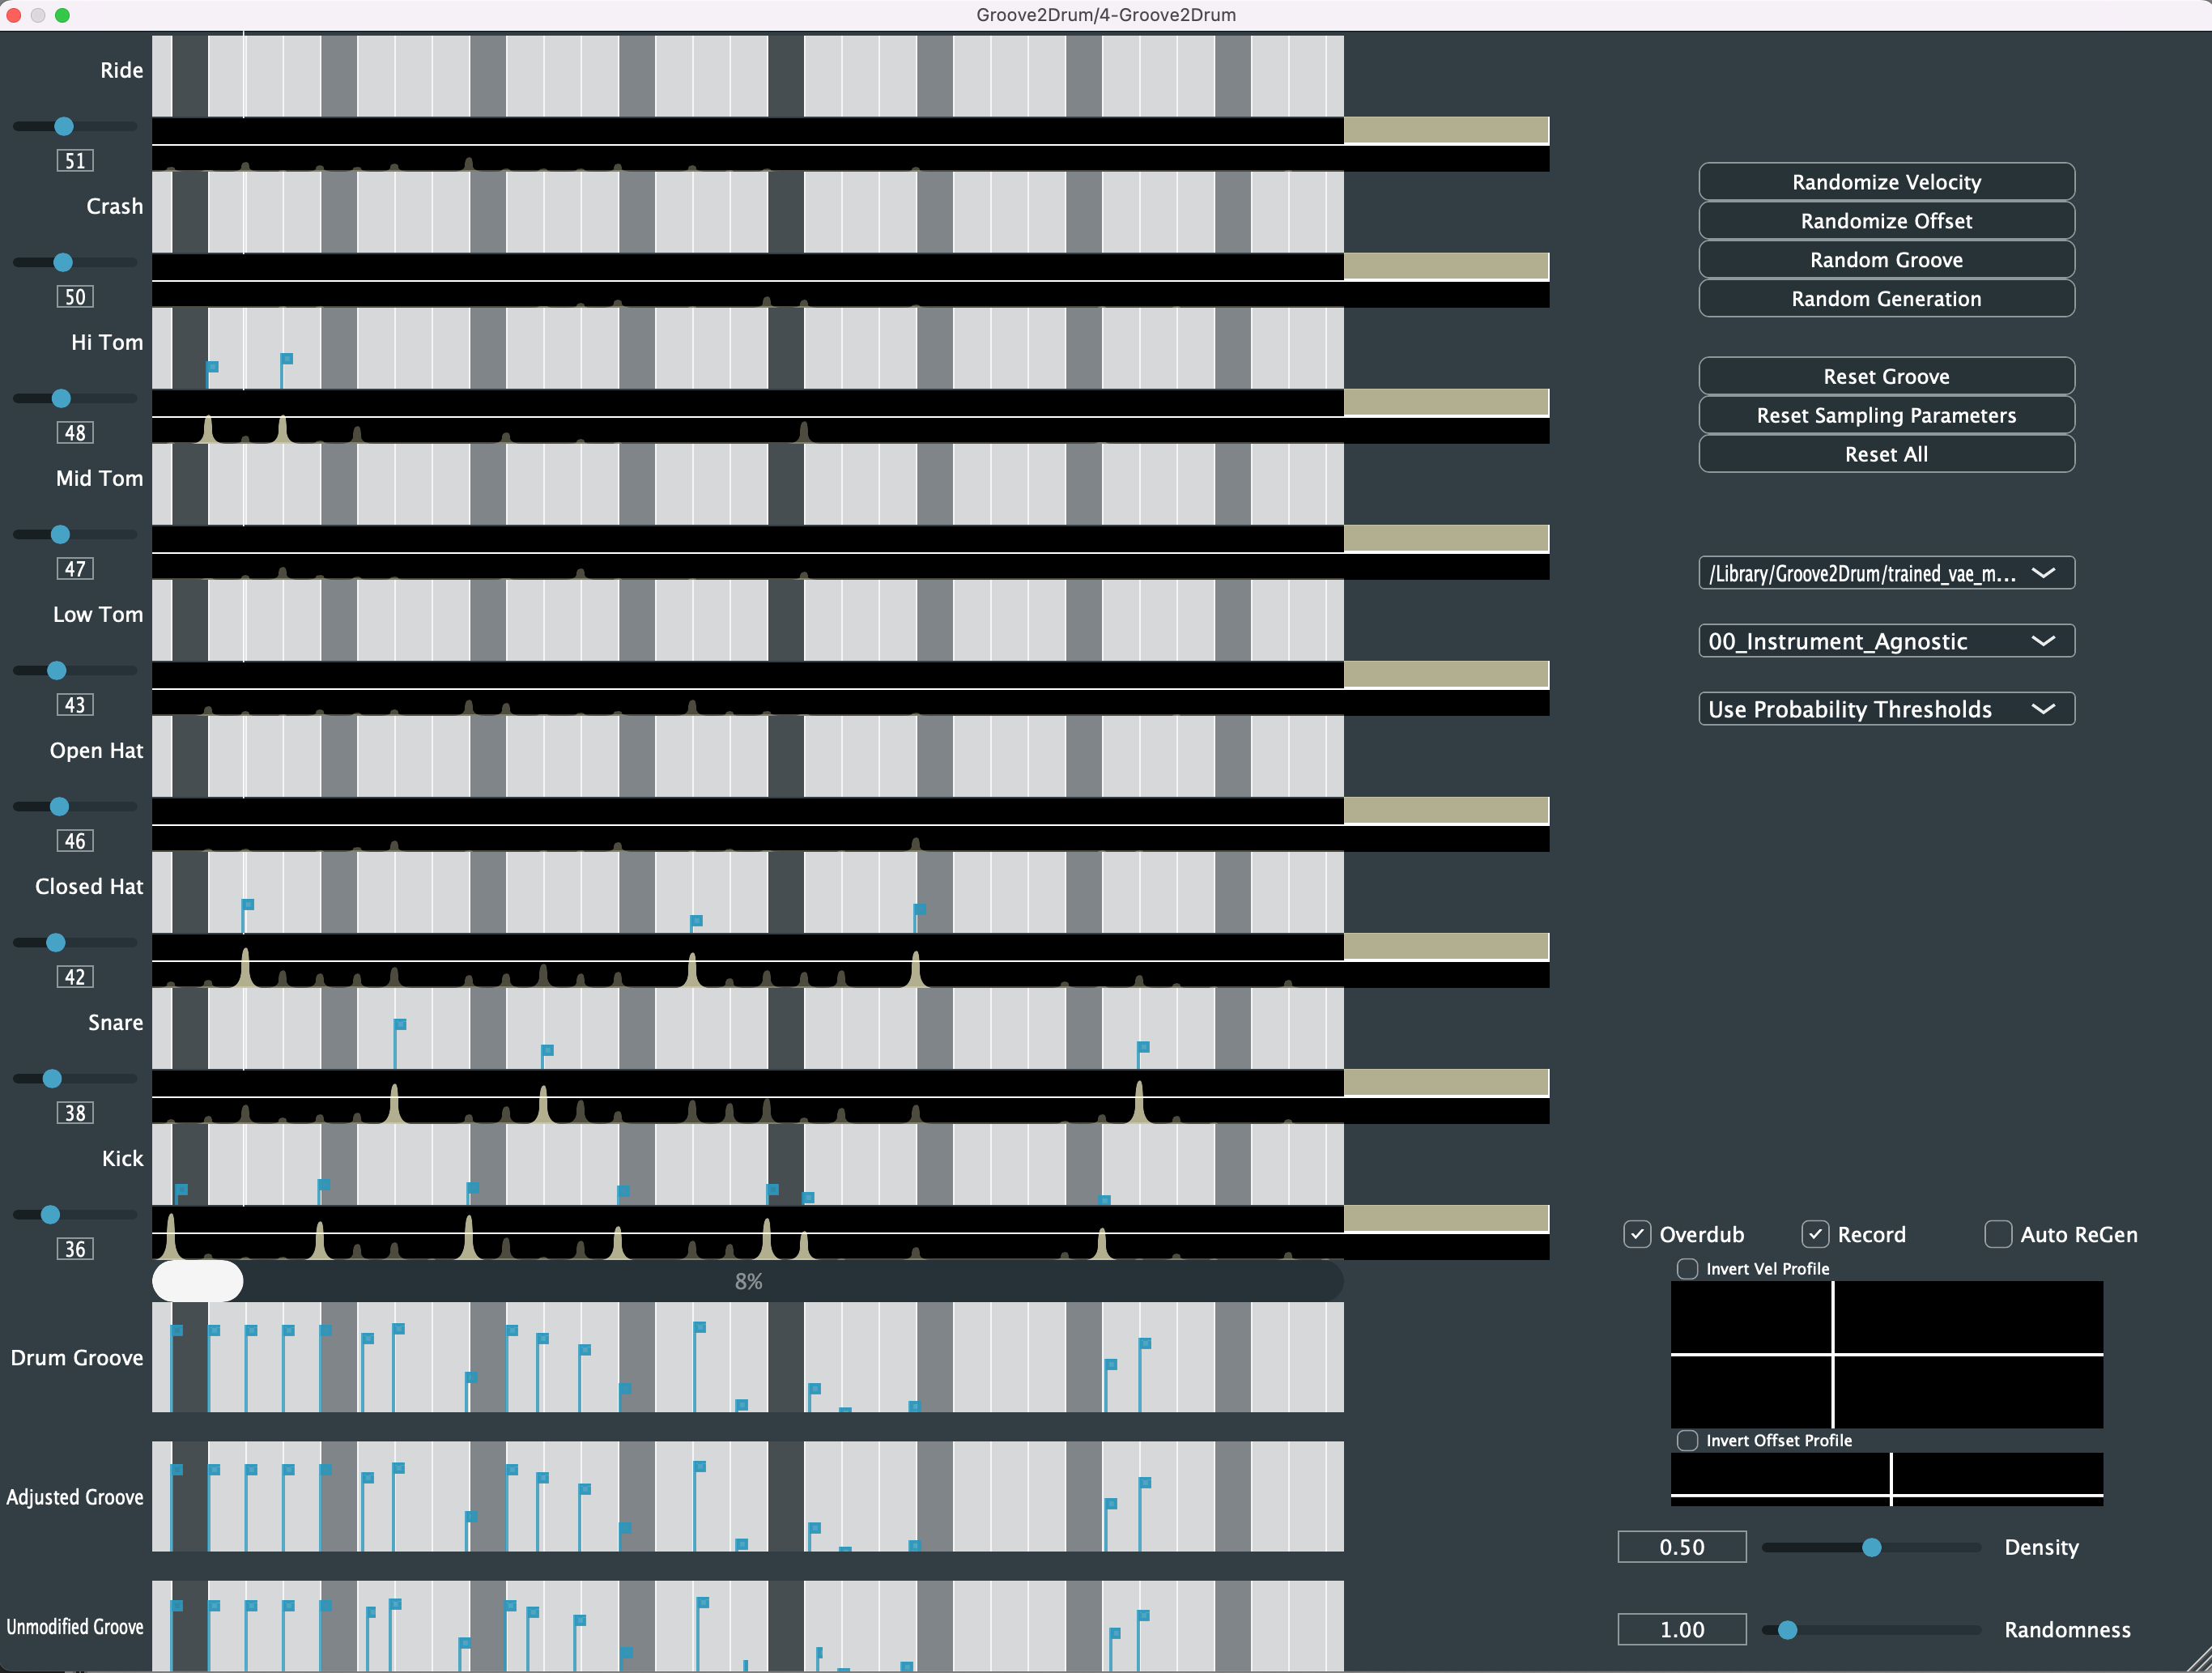 Groove2Drum/4-Groove2Drum
Ride
51
Crash
50
Hi Tom
48
Mid Tom
47
Low Tom
43
Open Hat
46
Closed Hat
42
Snare
38
Kick
36
8%
Drum Groove
Adjusted Groove
Unmodified Groove
Randomize Velocity
Randomize Offset
Random Groove
Random Generation
Reset Groove
Reset Sampling Parameters
Reset All
/Library/Groove2Drum/trained_vae_m...
00_Instrument_Agnostic
Use Probability Thresholds
Overdub Record Auto ReGen
Invert Vel Profile
Invert Offset Profile
0.50 Density
1.00 Randomness